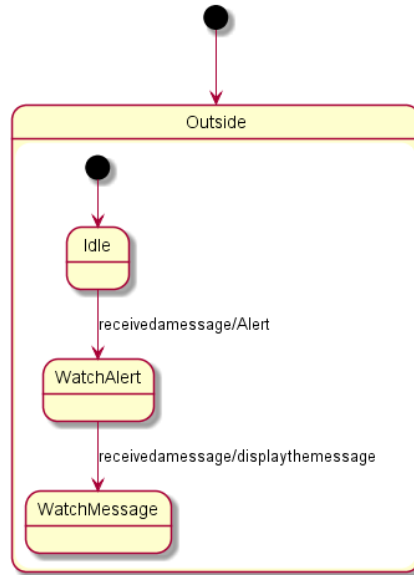 Outside
Idle
receivedamessage/Alert
WatchAlert
receivedamessage/displaythemessage
WatchMessage